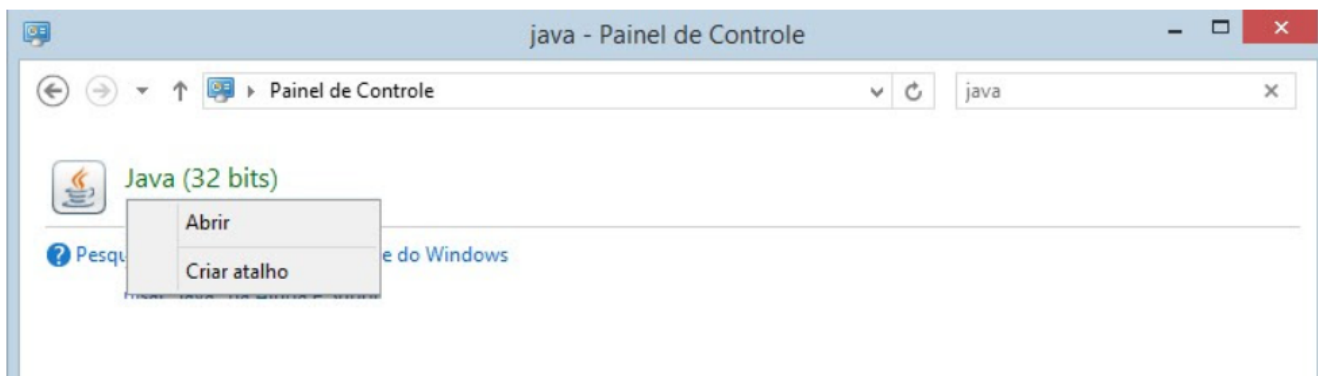 java - Painel de Controle
Painel de Controle
java
Java (32 bits)
Abrir
Pesqu
e do Windows
Criar atalho